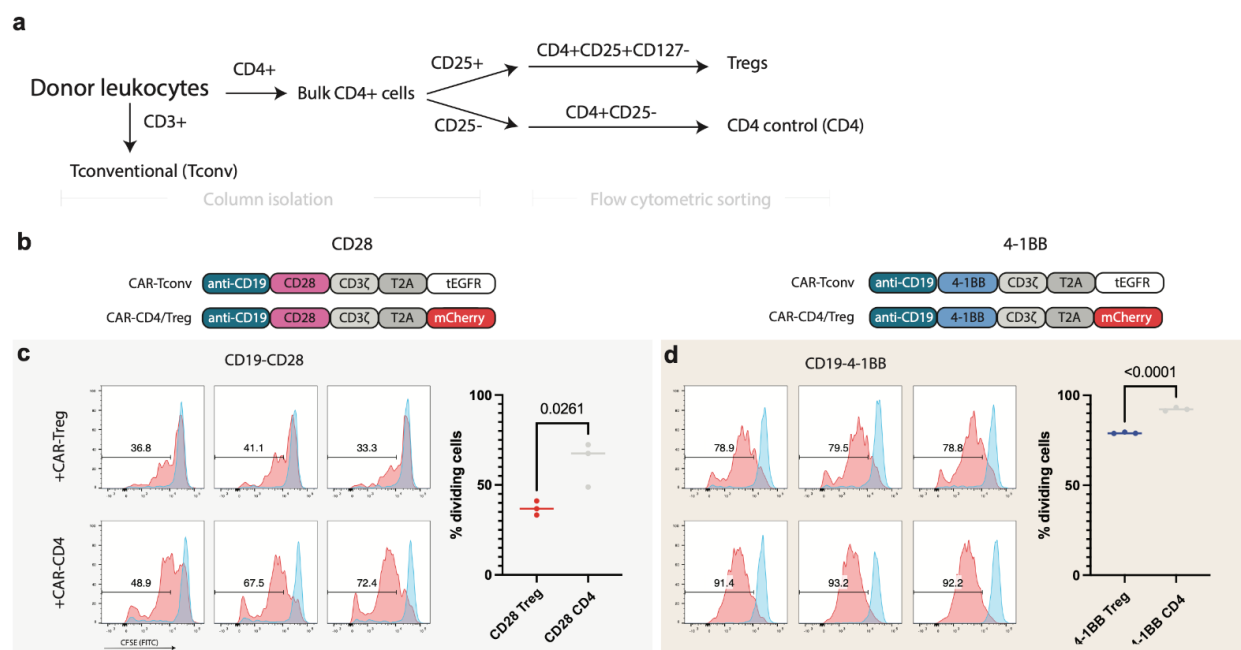 a
Donor leukocytes
CD4+
Bulk CD4+ cells
CD25+
CD4+CD25+CD127-
Tregs
CD25-
CD4+CD25-
CD4 control (CD4)
CD3+
Tconventional (Tconv)
Column isolation
Flow cytometric sorting
b
CD28
CAR-Tconv
anti-CD19 CD28 CD3ζ T2A tEGFR
CAR-CD4/Treg
anti-CD19 CD28 CD3ζ T2A mCherry
4-1BB
CAR-Tconv
anti-CD19 4-1BB CD3ζ T2A tEGFR
CAR-CD4/Treg
anti-CD19 4-1BB CD3ζ T2A mCherry
c
CD19-CD28
+CAR-Treg
36.8
41.1
33.3
+CAR-CD4
48.9
67.5
72.4
CFSE (FITC)
% dividing cells
100
50
0
0.0261
CD28 Treg
CD28 CD4
d
CD19-4-1BB
78.9
79.5
78.8
91.4
93.2
92.2
% dividing cells
100
50
0
<0.0001
4-1BB Treg
4-1BB CD4